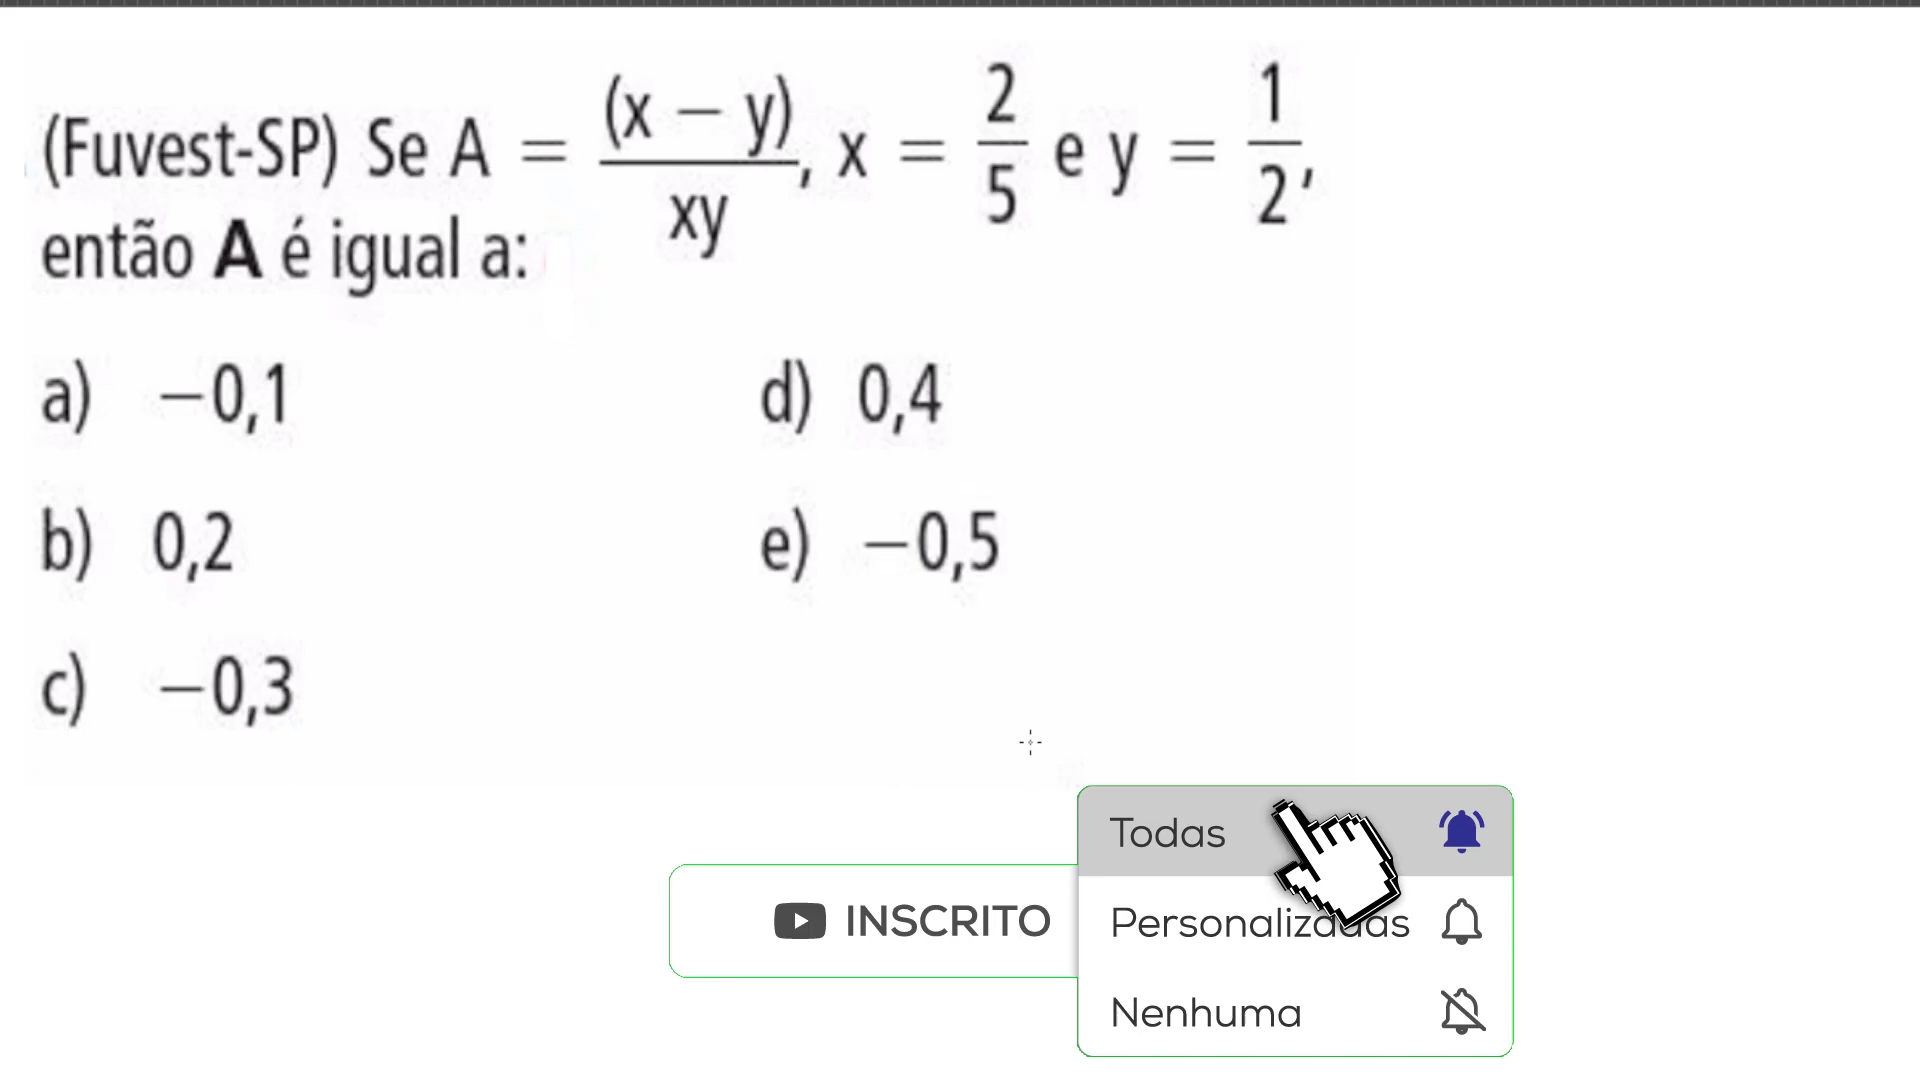 (Fuvest-SP) Se A = (x − y)/xy, x = 2/5 e y = 1/2,
então A é igual a:
a) −0,1
d) 0,4
b) 0,2
e) −0,5
c) −0,3
Todas
INSCRITO
Personalizadas
Nenhuma